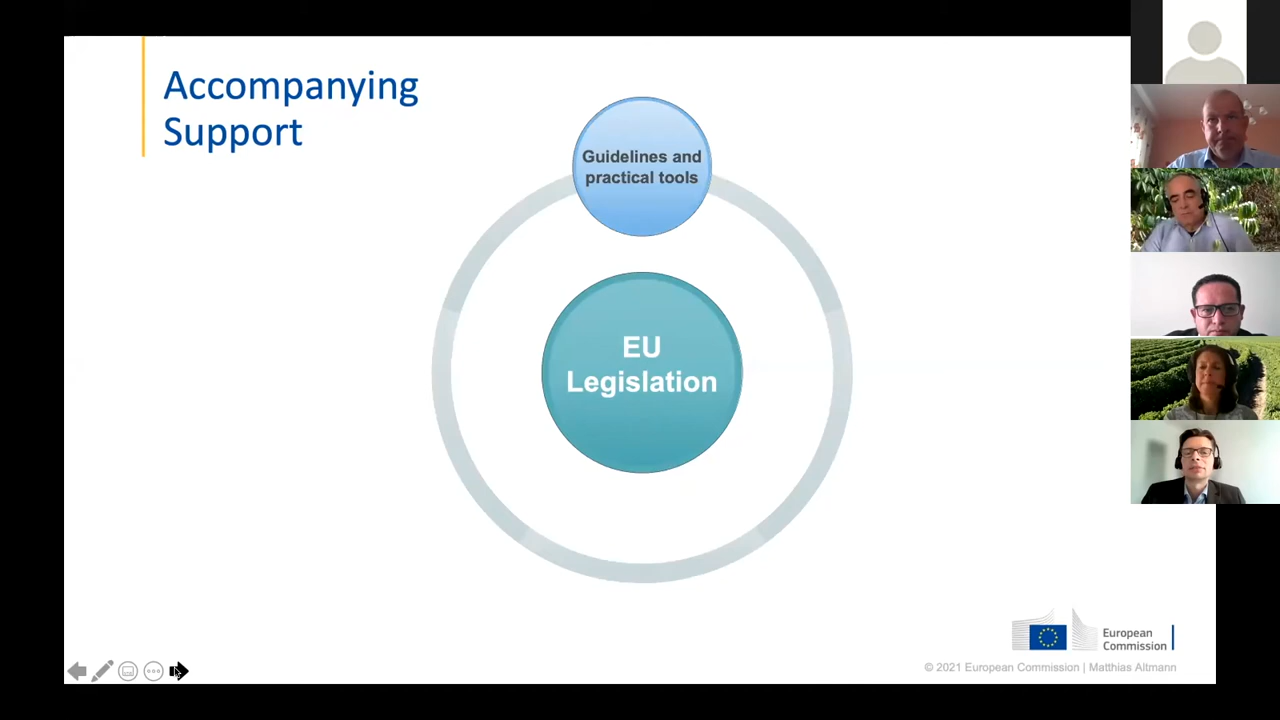 Accompanying
Support
Guidelines and
practical tools
EU
Legislation
European
Commission
© 2021 European Commission | Matthias Altmann